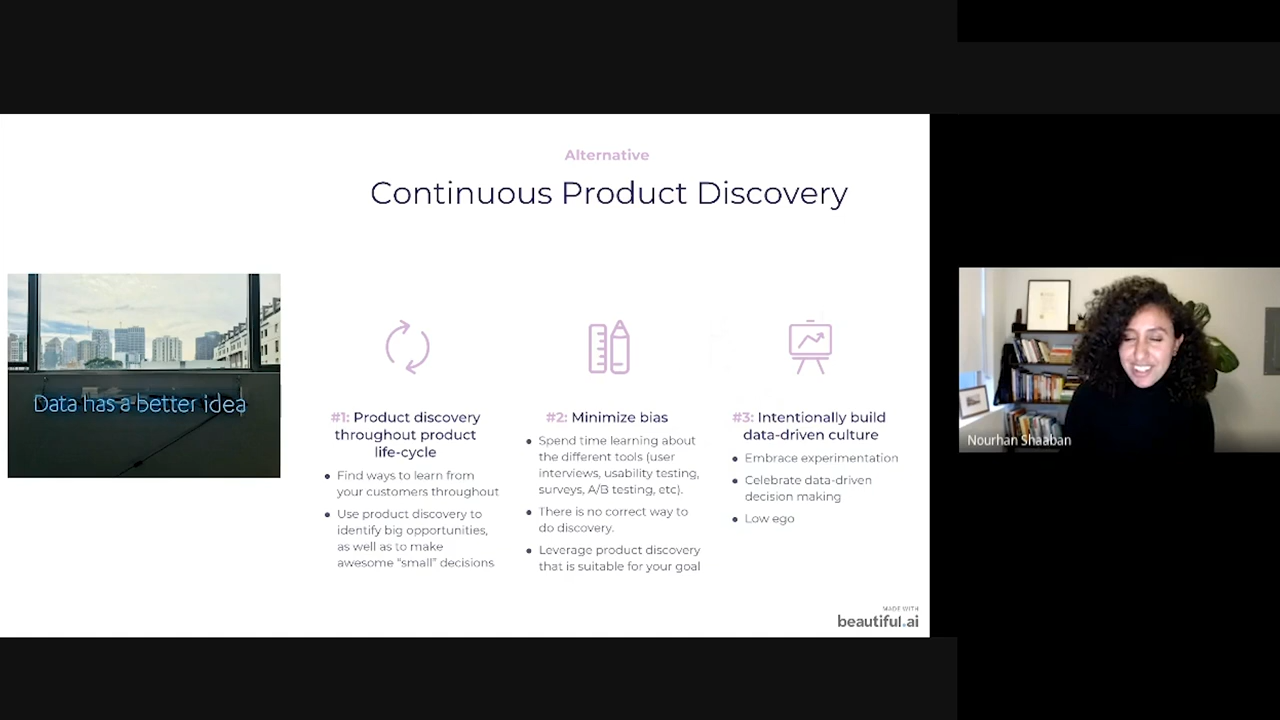 Alternative
Continuous Product Discovery
Data has a better idea
#1: Product discovery
throughout product
life-cycle
• Find ways to learn from
your customers throughout
• Use product discovery to
identify big opportunities,
as well as to make
awesome “small” decisions
#2: Minimize bias
• Spend time learning about
the different tools (user
interviews, usability testing,
surveys, A/B testing, etc).
• There is no correct way to
do discovery.
• Leverage product discovery
that is suitable for your goal
#3: Intentionally build
data-driven culture
• Embrace experimentation
• Celebrate data-driven
decision making
• Low ego
MADE WITH
beautiful.ai
Nourhan Shaaban